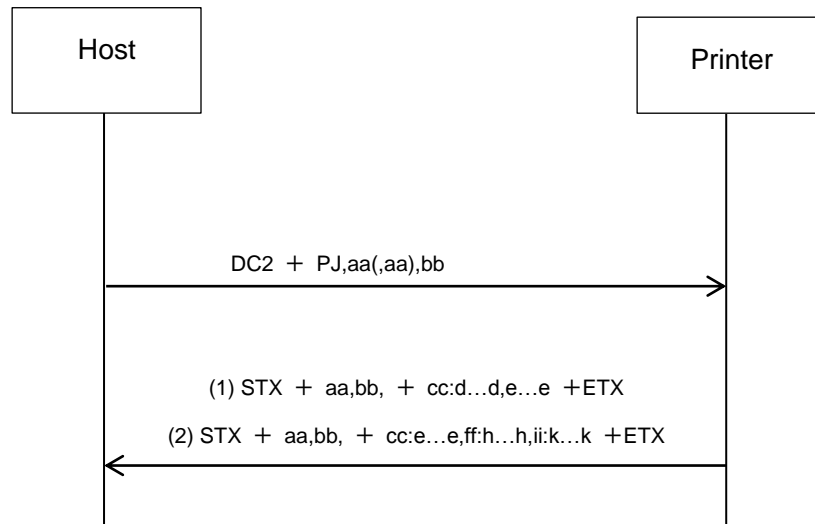 Host
Printer
DC2 + PJ,aa(,aa),bb
(1) STX + aa,bb, + cc:d…d,e…e +ETX
(2) STX + aa,bb, + cc:e…e,ff:h…h,ii:k…k +ETX